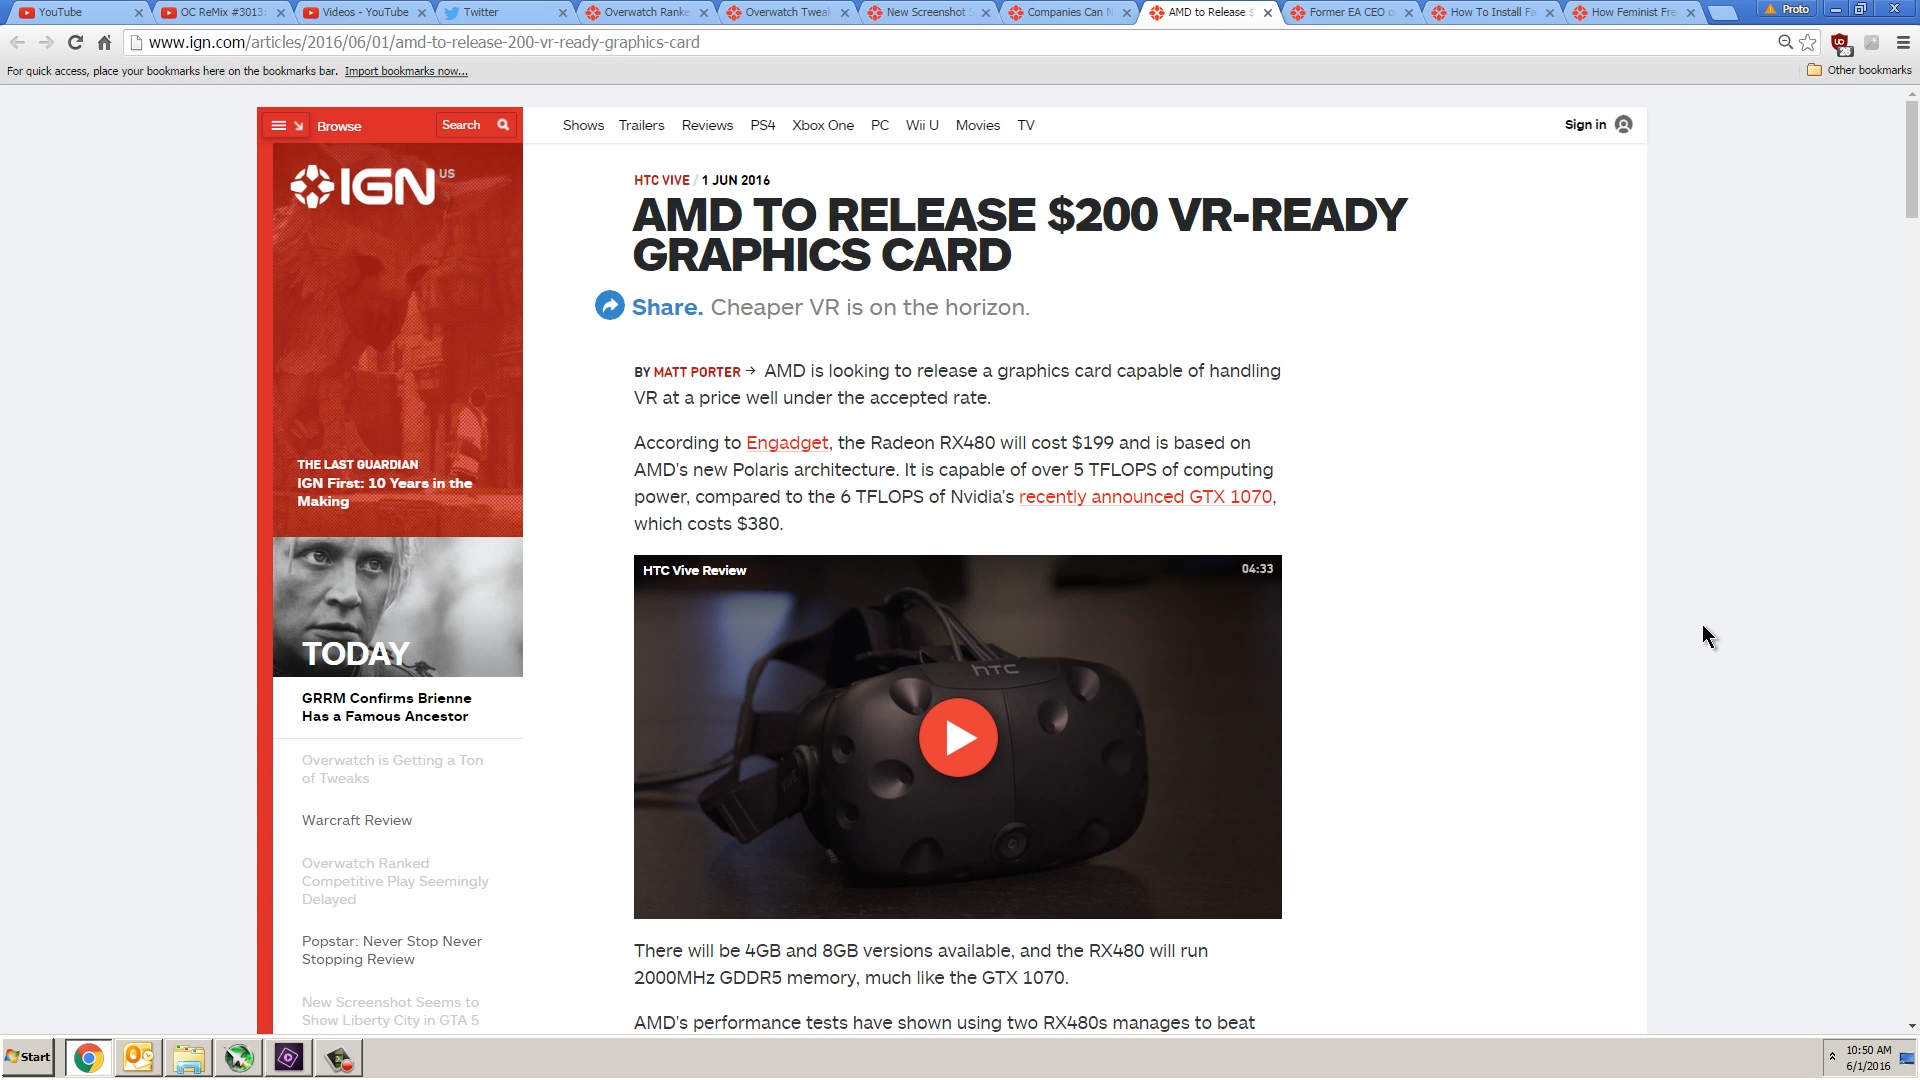 YouTube
OC ReMix #3013:
Videos - YouTube
Twitter
Overwatch Ranke
Overwatch Tweak
New Screenshot S
Companies Can N
AMD to Release $
Former EA CEO o
How To Install Fa
How Feminist Fre
Proto
www.ign.com/articles/2016/06/01/amd-to-release-200-vr-ready-graphics-card
For quick access, place your bookmarks here on the bookmarks bar. Import bookmarks now...
Other bookmarks
Browse
Search
Shows Trailers Reviews PS4 Xbox One PC Wii U Movies TV
Sign in
IGN US
THE LAST GUARDIAN
IGN First: 10 Years in the
Making
TODAY
GRRM Confirms Brienne
Has a Famous Ancestor
Overwatch is Getting a Ton
of Tweaks
Warcraft Review
Overwatch Ranked
Competitive Play Seemingly
Delayed
Popstar: Never Stop Never
Stopping Review
New Screenshot Seems to
Show Liberty City in GTA 5
HTC VIVE / 1 JUN 2016
AMD TO RELEASE $200 VR-READY
GRAPHICS CARD
Share. Cheaper VR is on the horizon.
BY MATT PORTER → AMD is looking to release a graphics card capable of handling
VR at a price well under the accepted rate.
According to Engadget, the Radeon RX480 will cost $199 and is based on
AMD's new Polaris architecture. It is capable of over 5 TFLOPS of computing
power, compared to the 6 TFLOPS of Nvidia's recently announced GTX 1070,
which costs $380.
HTC Vive Review
04:33
hTC
VIVE
There will be 4GB and 8GB versions available, and the RX480 will run
2000MHz GDDR5 memory, much like the GTX 1070.
AMD's performance tests have shown using two RX480s manages to beat
Start
10:50 AM
6/1/2016